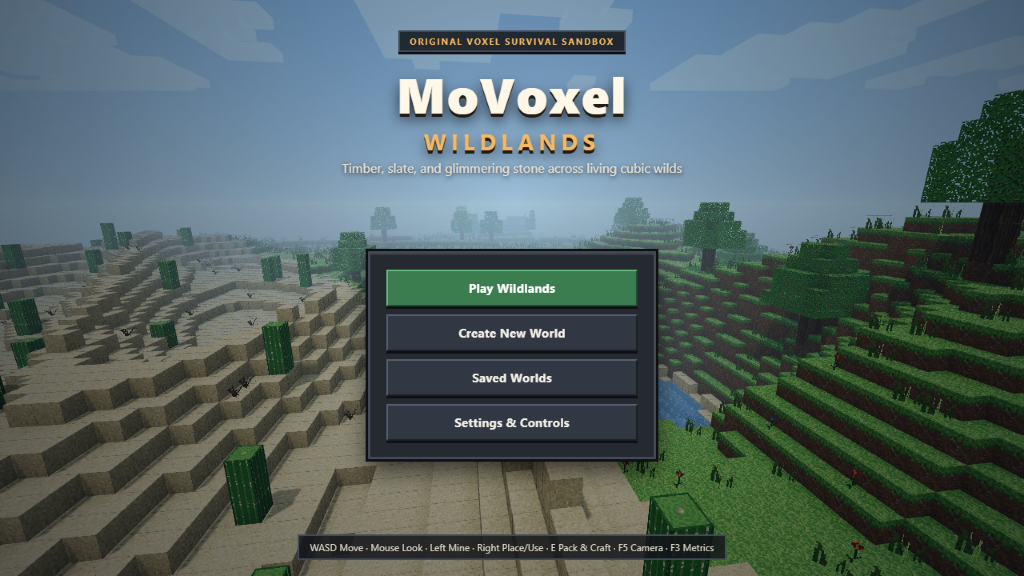 ORIGINAL VOXEL SURVIVAL SANDBOX
MoVoxel
WILDLANDS
Timber, slate, and glimmering stone across living cubic wilds
Play Wildlands
Create New World
Saved Worlds
Settings & Controls
WASD Move · Mouse Look · Left Mine · Right Place/Use · E Pack & Craft · F5 Camera · F3 Metrics